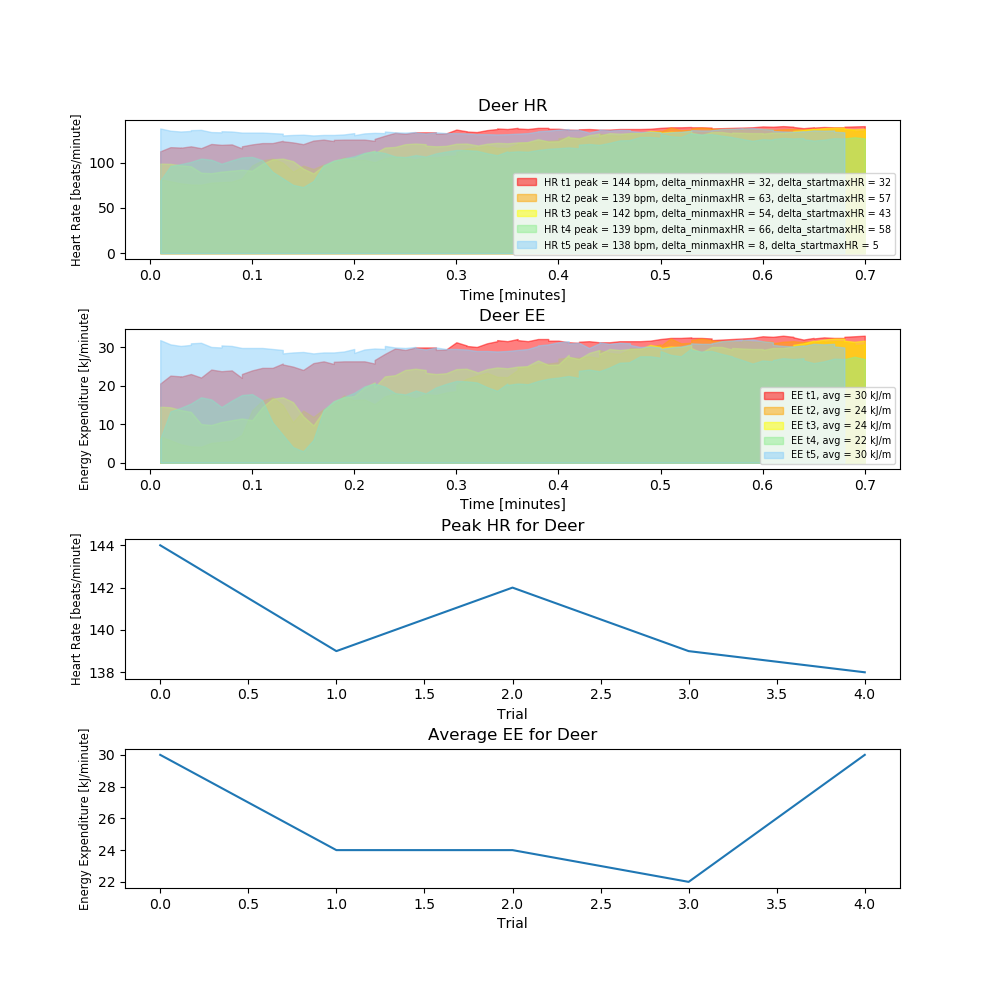 Deer HR
Heart Rate [beats/minute]
100
50
0
HR t1 peak = 144 bpm, delta_minmaxHR = 32, delta_startmaxHR = 32
HR t2 peak = 139 bpm, delta_minmaxHR = 63, delta_startmaxHR = 57
HR t3 peak = 142 bpm, delta_minmaxHR = 54, delta_startmaxHR = 43
HR t4 peak = 139 bpm, delta_minmaxHR = 66, delta_startmaxHR = 58
HR t5 peak = 138 bpm, delta_minmaxHR = 8, delta_startmaxHR = 5
0.0 0.1 0.2 0.3 0.4 0.5 0.6 0.7
Time [minutes]
Deer EE
Energy Expenditure [kJ/minute]
30
20
10
0
EE t1, avg = 30 kJ/m
EE t2, avg = 24 kJ/m
EE t3, avg = 24 kJ/m
EE t4, avg = 22 kJ/m
EE t5, avg = 30 kJ/m
0.0 0.1 0.2 0.3 0.4 0.5 0.6 0.7
Time [minutes]
Peak HR for Deer
Heart Rate [beats/minute]
144
142
140
138
0.0 0.5 1.0 1.5 2.0 2.5 3.0 3.5 4.0
Trial
Average EE for Deer
Energy Expenditure [kJ/minute]
30
28
26
24
22
0.0 0.5 1.0 1.5 2.0 2.5 3.0 3.5 4.0
Trial